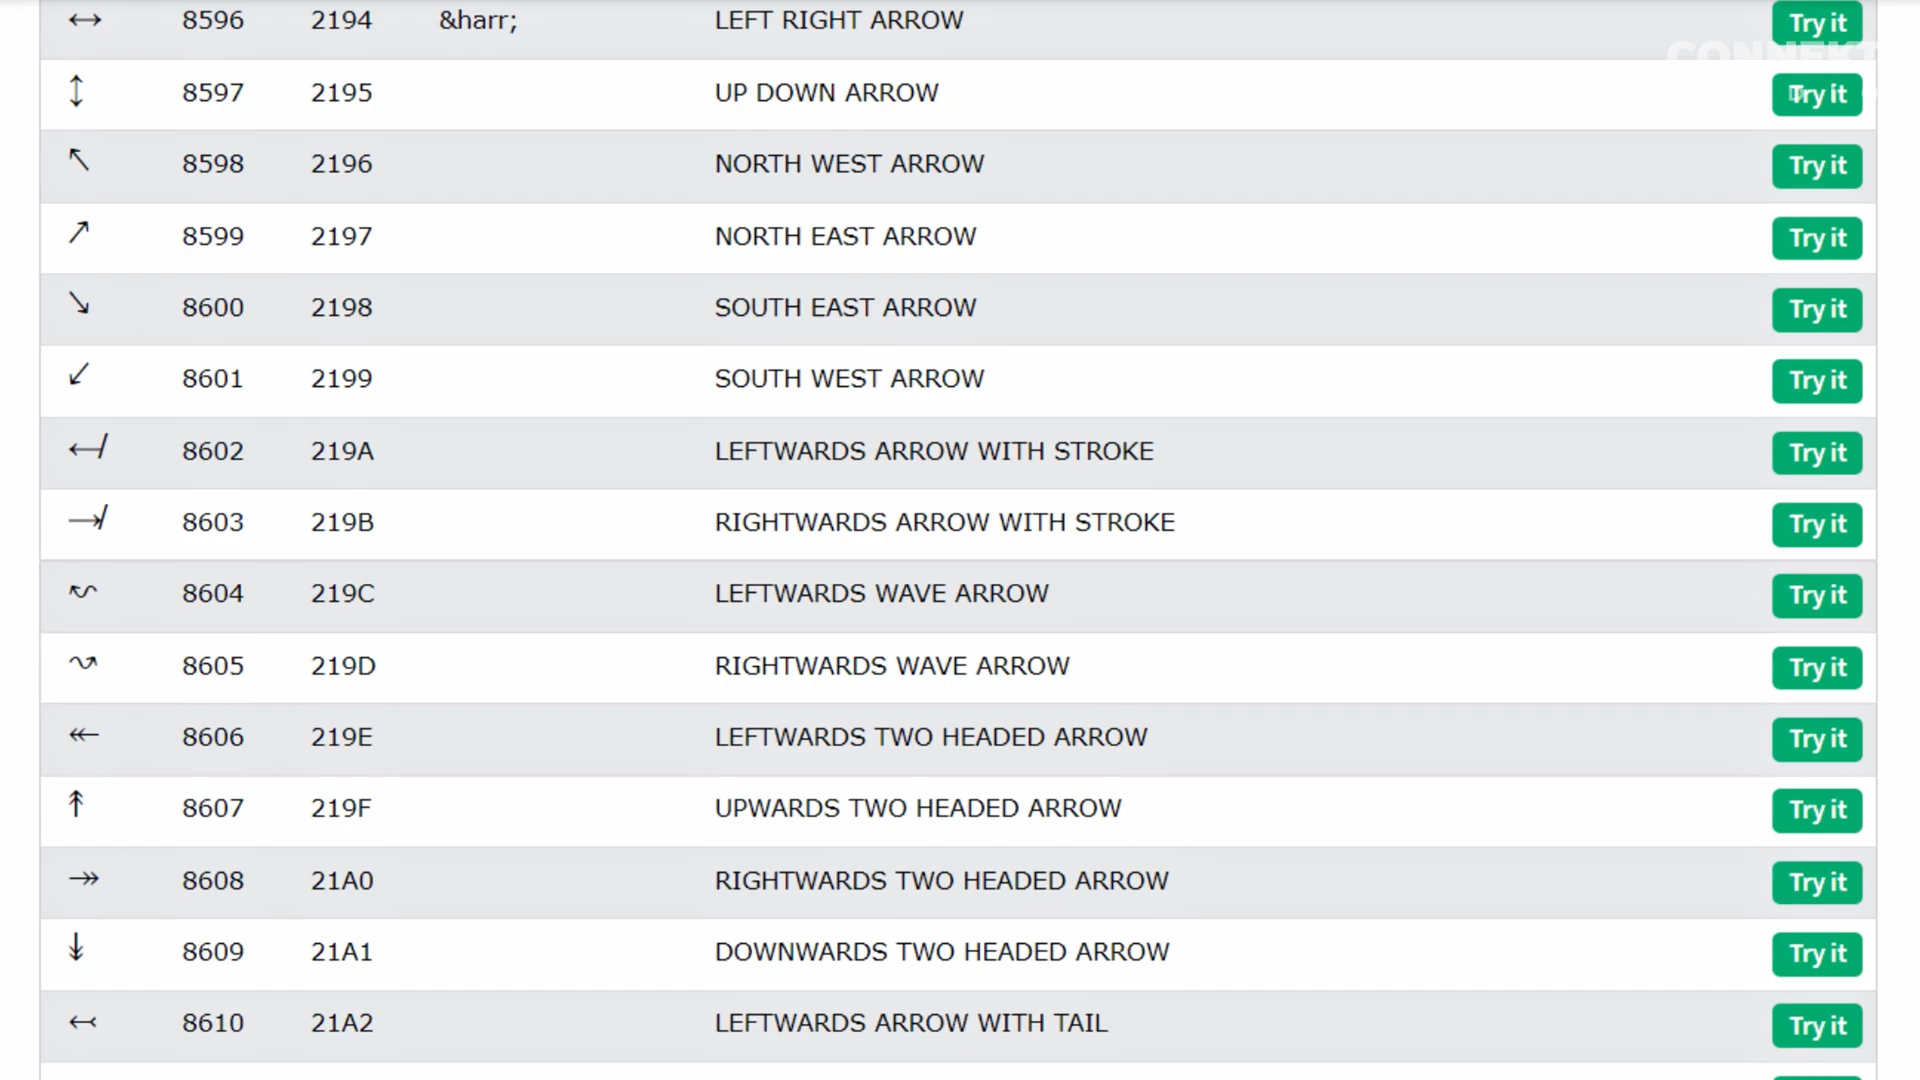 ↔ 8596 2194 &harr; LEFT RIGHT ARROW Try it
↕ 8597 2195 UP DOWN ARROW Try it
↖ 8598 2196 NORTH WEST ARROW Try it
↗ 8599 2197 NORTH EAST ARROW Try it
↘ 8600 2198 SOUTH EAST ARROW Try it
↙ 8601 2199 SOUTH WEST ARROW Try it
↚ 8602 219A LEFTWARDS ARROW WITH STROKE Try it
↛ 8603 219B RIGHTWARDS ARROW WITH STROKE Try it
↜ 8604 219C LEFTWARDS WAVE ARROW Try it
↝ 8605 219D RIGHTWARDS WAVE ARROW Try it
↞ 8606 219E LEFTWARDS TWO HEADED ARROW Try it
↟ 8607 219F UPWARDS TWO HEADED ARROW Try it
↠ 8608 21A0 RIGHTWARDS TWO HEADED ARROW Try it
↡ 8609 21A1 DOWNWARDS TWO HEADED ARROW Try it
↢ 8610 21A2 LEFTWARDS ARROW WITH TAIL Try it